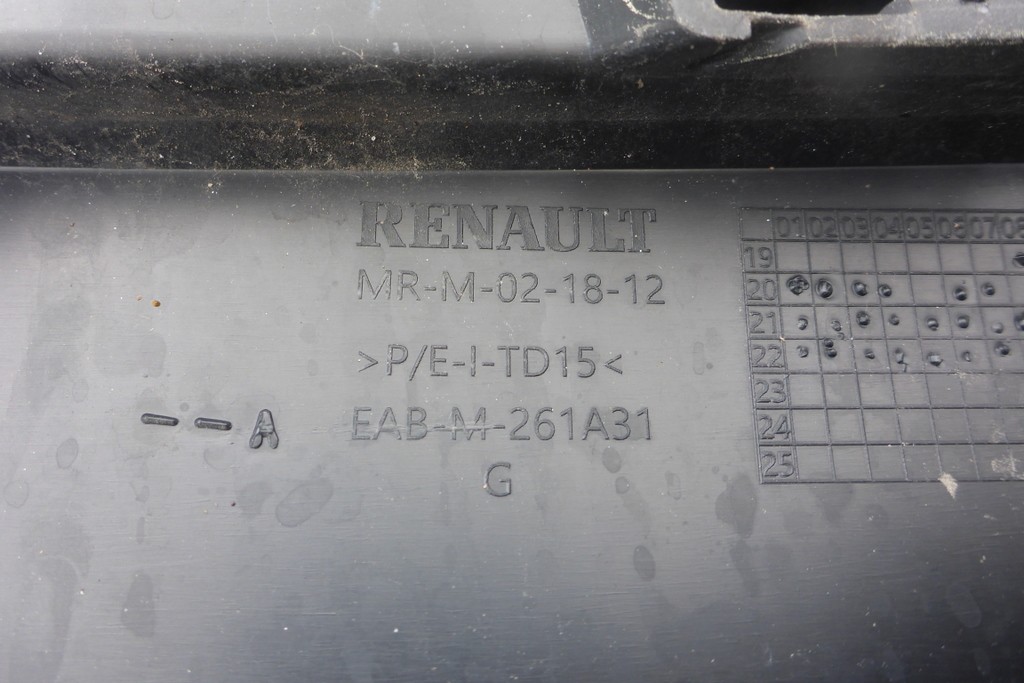 RENAULT
MR-M-02-18-12
>P/E-I-TD15<
EAB-M-261A31
G
-- A
01 02 03 04 05 06 07 08
19
20
21
22
23
24
25